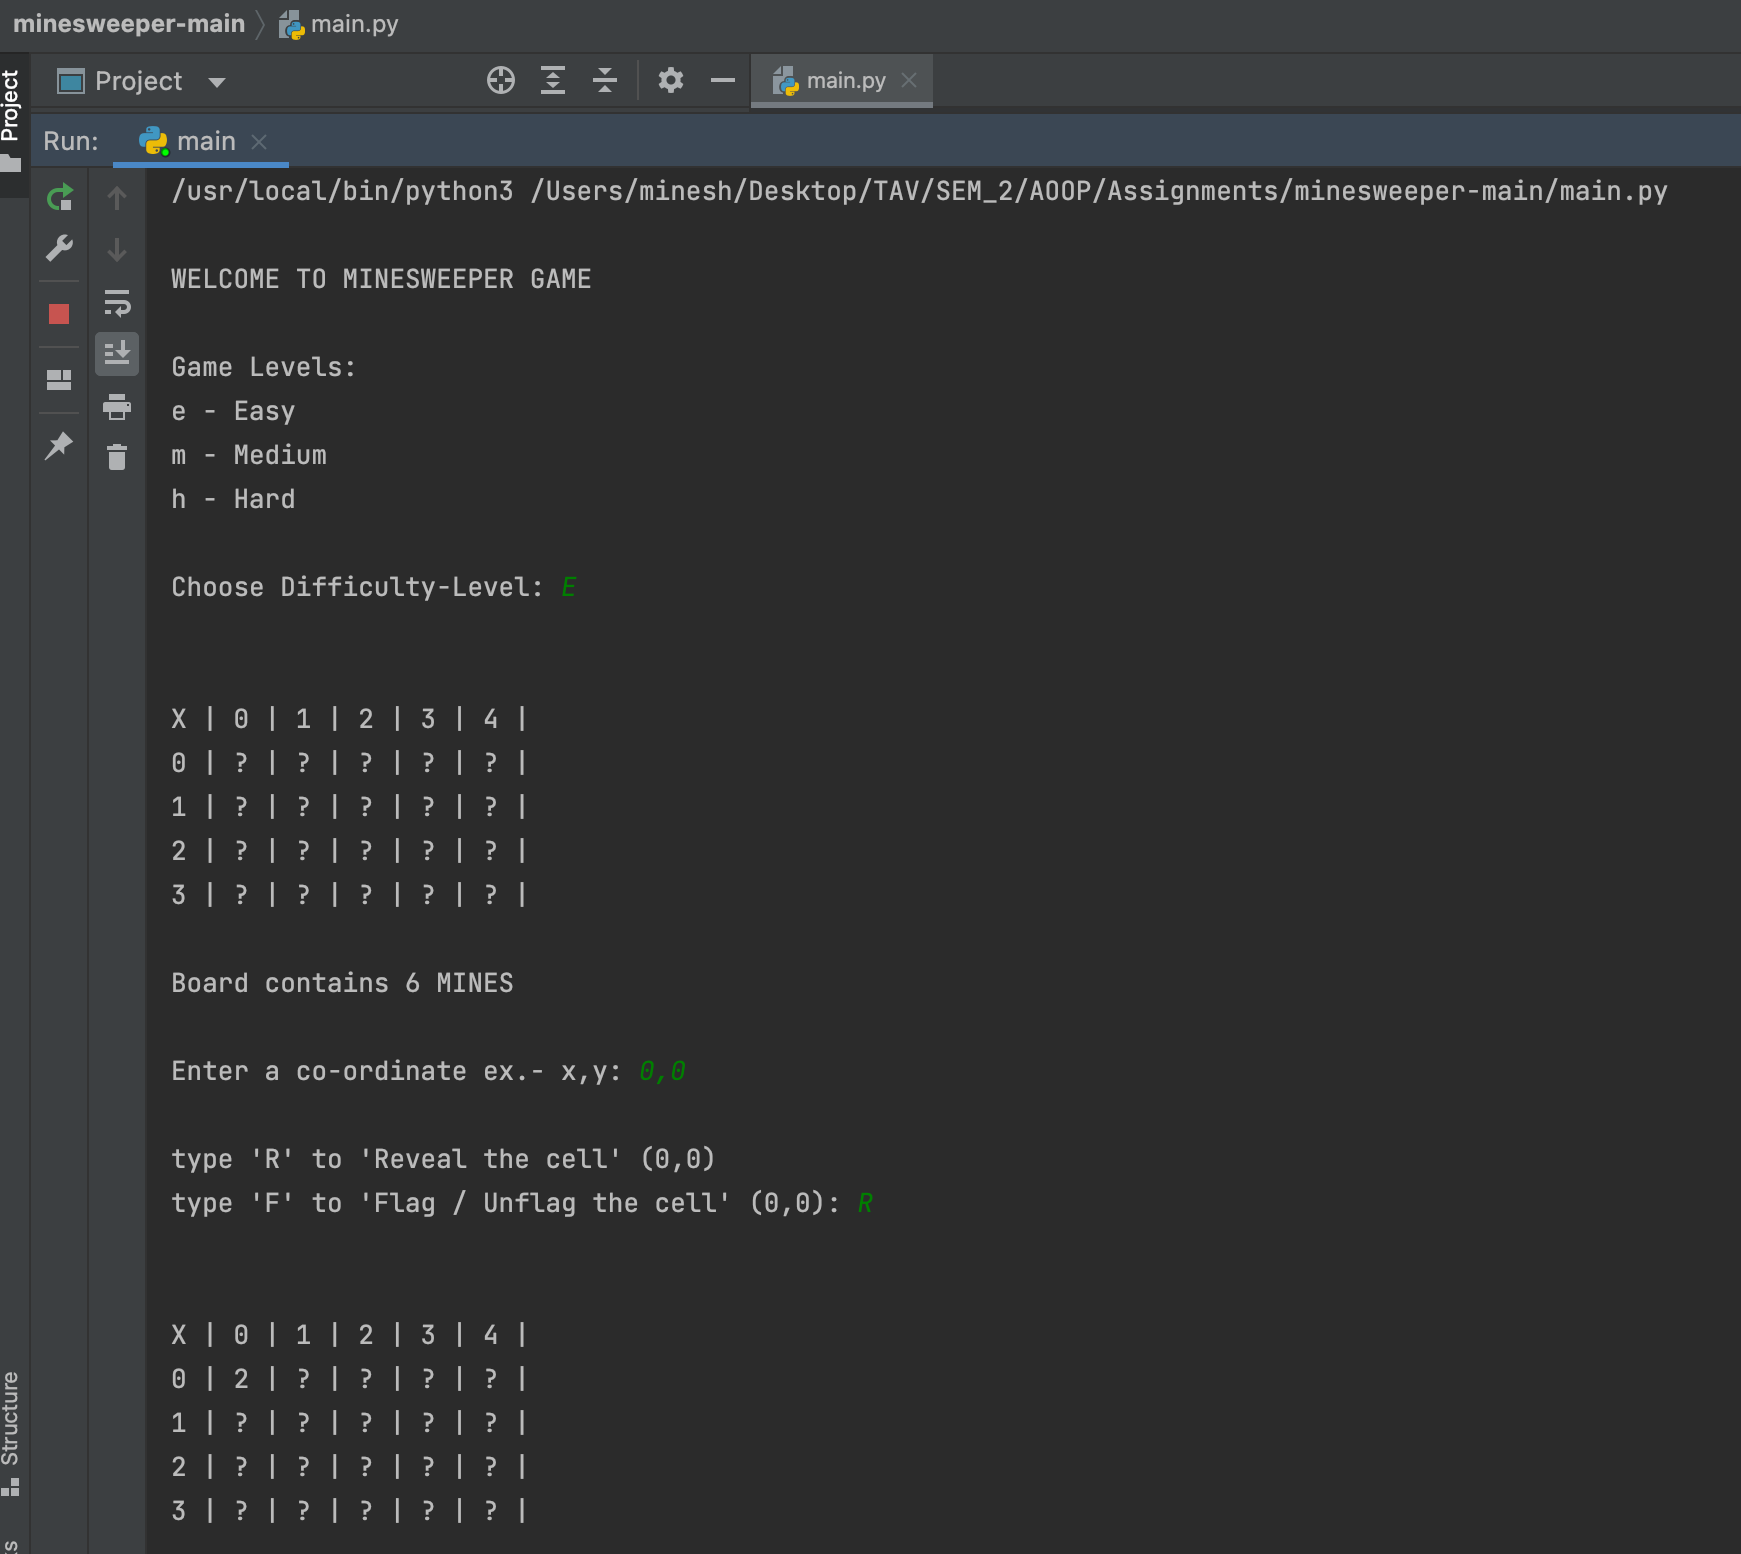 minesweeper-main
main.py
Project
Project
main.py
Run:
main
/usr/local/bin/python3 /Users/minesh/Desktop/TAV/SEM_2/AOOP/Assignments/minesweeper-main/main.py
WELCOME TO MINESWEEPER GAME
Game Levels:
e - Easy
m - Medium
h - Hard
Choose Difficulty-Level: E
X | 0 | 1 | 2 | 3 | 4 |
0 | ? | ? | ? | ? | ? |
1 | ? | ? | ? | ? | ? |
2 | ? | ? | ? | ? | ? |
3 | ? | ? | ? | ? | ? |
Board contains 6 MINES
Enter a co-ordinate ex.- x,y: 0,0
type 'R' to 'Reveal the cell' (0,0)
type 'F' to 'Flag / Unflag the cell' (0,0): R
X | 0 | 1 | 2 | 3 | 4 |
0 | 2 | ? | ? | ? | ? |
1 | ? | ? | ? | ? | ? |
2 | ? | ? | ? | ? | ? |
3 | ? | ? | ? | ? | ? |
Structure